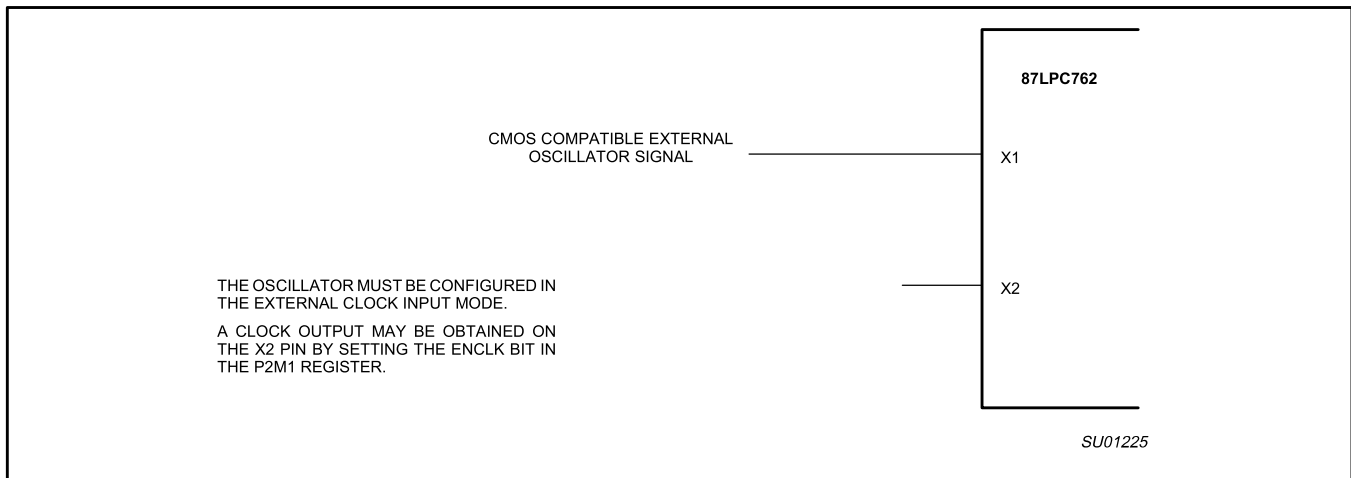 87LPC762
CMOS COMPATIBLE EXTERNAL
OSCILLATOR SIGNAL
X1
THE OSCILLATOR MUST BE CONFIGURED IN
THE EXTERNAL CLOCK INPUT MODE.
X2
A CLOCK OUTPUT MAY BE OBTAINED ON
THE X2 PIN BY SETTING THE ENCLK BIT IN
THE P2M1 REGISTER.
SU01225